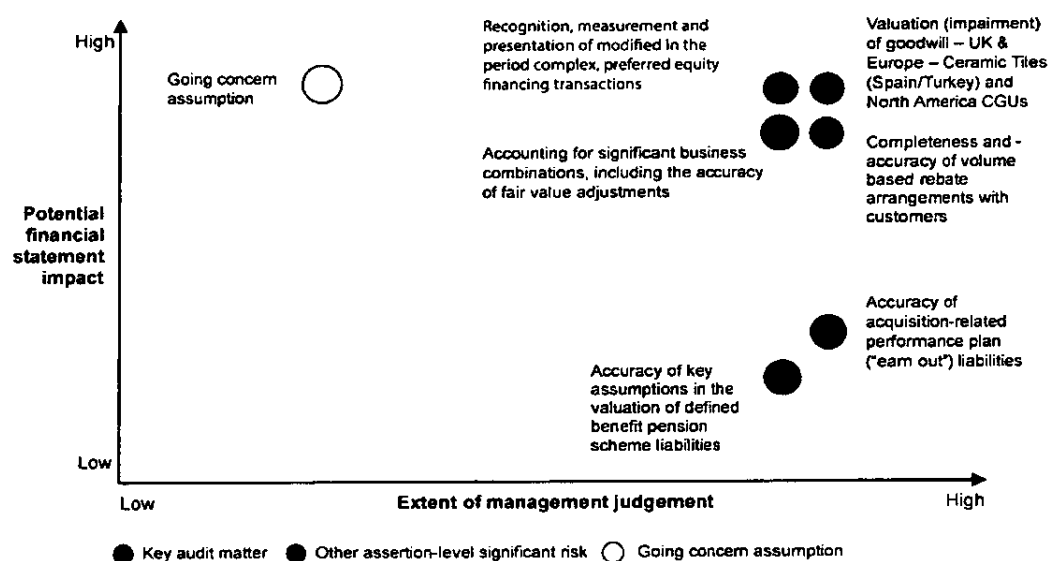 High
Going concern
assumption
Recognition, measurement and
presentation of modified in the
period complex, preferred equity
financing transactions
Valuation (impairment)
of goodwill – UK &
Europe – Ceramic Tiles
(Spain/Turkey) and
North America CGUs
Accounting for significant business
combinations, including the accuracy
of fair value adjustments
Completeness and -
accuracy of volume
based rebate
arrangements with
customers
Potential
financial
statement
impact
Accuracy of
acquisition-related
performance plan
("earn out") liabilities
Accuracy of key
assumptions in the
valuation of defined
benefit pension
scheme liabilities
Low
Low
Extent of management judgement
High
Key audit matter
Other assertion-level significant risk
Going concern assumption